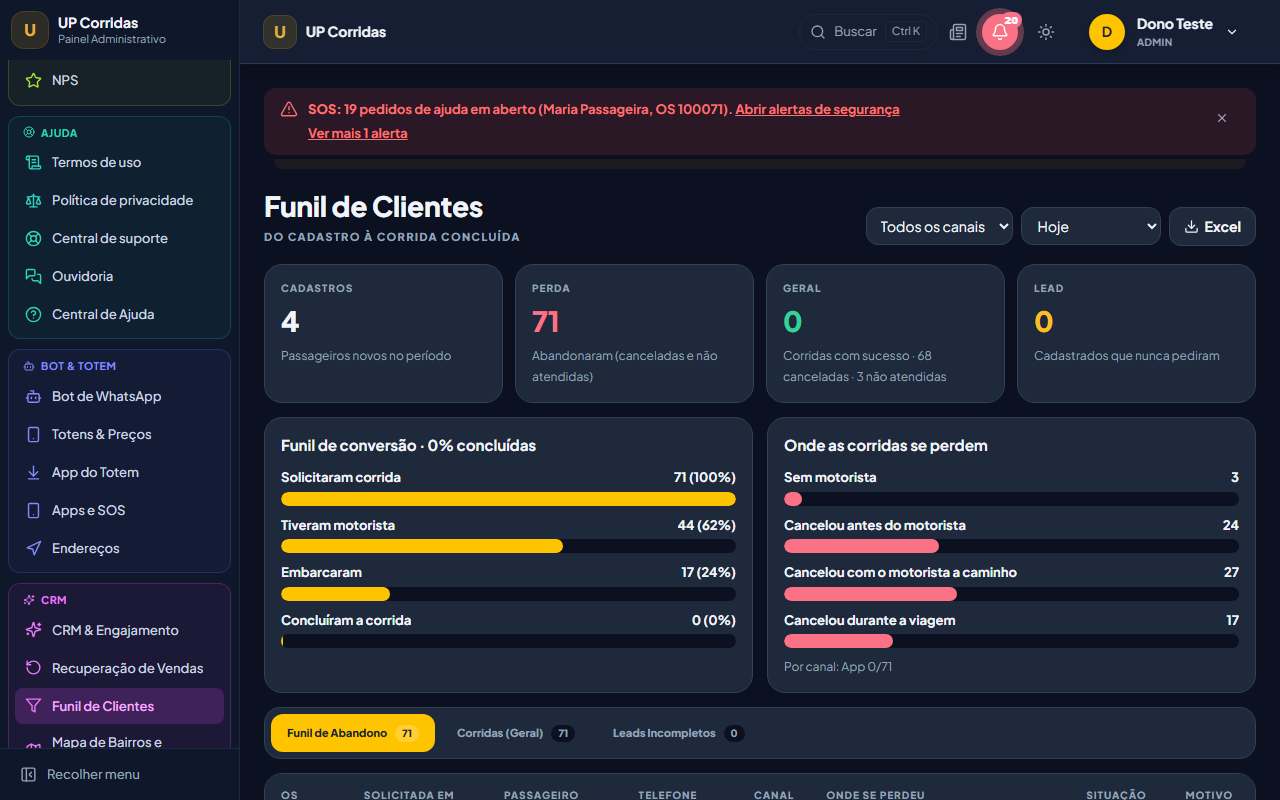 U
UP Corridas
Painel Administrativo
NPS
AJUDA
Termos de uso
Política de privacidade
Central de suporte
Ouvidoria
Central de Ajuda
BOT & TOTEM
Bot de WhatsApp
Totens & Preços
App do Totem
Apps e SOS
Endereços
CRM
CRM & Engajamento
Recuperação de Vendas
Funil de Clientes
Mapa de Bairros e
Recolher menu
U
UP Corridas
Buscar
Ctrl K
20
D
Dono Teste
ADMIN
SOS: 19 pedidos de ajuda em aberto (Maria Passageira, OS 100071). Abrir alertas de segurança
Ver mais 1 alerta
Funil de Clientes
DO CADASTRO À CORRIDA CONCLUÍDA
Todos os canais
Hoje
Excel
CADASTROS
4
Passageiros novos no período
PERDA
71
Abandonaram (canceladas e não
atendidas)
GERAL
0
Corridas com sucesso · 68
canceladas · 3 não atendidas
LEAD
0
Cadastrados que nunca pediram
Funil de conversão · 0% concluídas
Solicitaram corrida 71 (100%)
Tiveram motorista 44 (62%)
Embarcaram 17 (24%)
Concluíram a corrida 0 (0%)
Onde as corridas se perdem
Sem motorista 3
Cancelou antes do motorista 24
Cancelou com o motorista a caminho 27
Cancelou durante a viagem 17
Por canal: App 0/71
Funil de Abandono 71
Corridas (Geral) 71
Leads Incompletos 0
OS SOLICITADA EM PASSAGEIRO TELEFONE CANAL ONDE SE PERDEU SITUAÇÃO MOTIVO